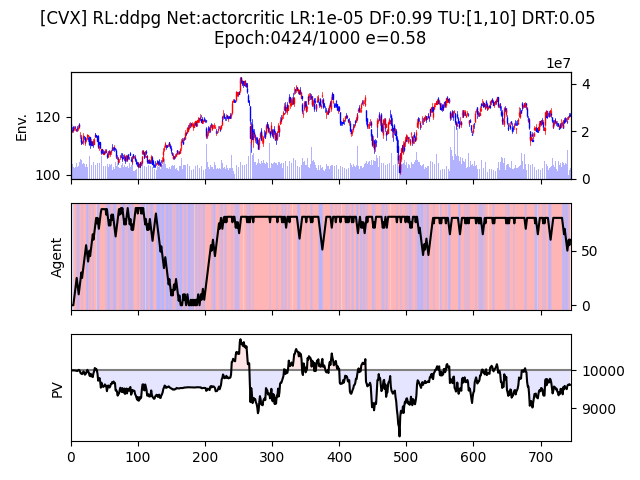 [CVX] RL:ddpg Net:actorcritic LR:1e-05 DF:0.99 TU:[1,10] DRT:0.05
Epoch:0424/1000 e=0.58
1e7
Env.
120
100
4
2
0
Agent
50
0
PV
10000
9000
0 100 200 300 400 500 600 700